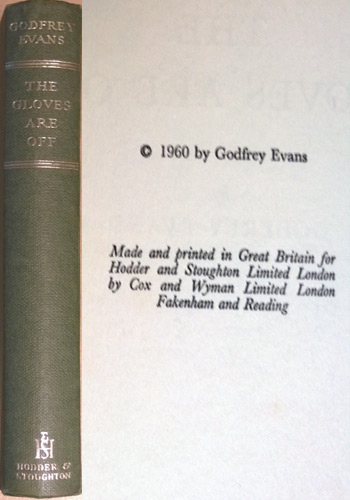 GODFREY
EVANS
THE
GLOVES
ARE
OFF
HODDER &
STOUGHTON
© 1960 by Godfrey Evans
Made and printed in Great Britain for
Hodder and Stoughton Limited London
by Cox and Wyman Limited London
Fakenham and Reading